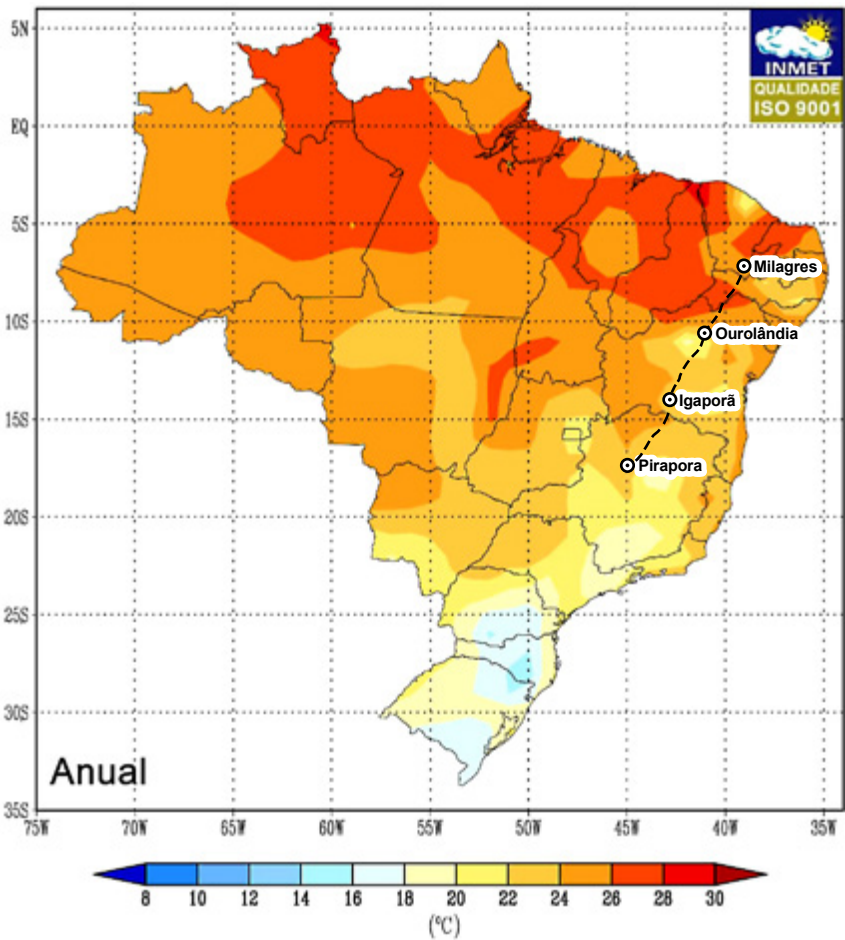 5N
EQ
5S
10S
15S
20S
25S
30S
35S
INMET
QUALIDADE
ISO 9001
Milagres
Ourolândia
Igaporã
Pirapora
Anual
75W 70W 65W 60W 55W 50W 45W 40W 35W
8 10 12 14 16 18 20 22 24 26 28 30
(°C)